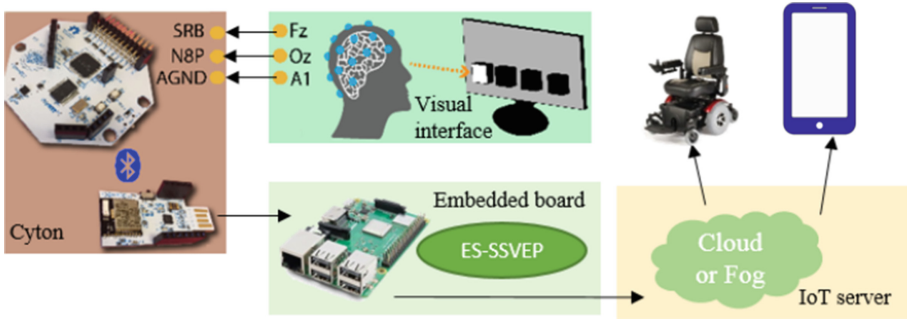 SRB
Fz
N8P
Oz
AGND
A1
Visual
interface
Cyton
Embedded board
ES-SSVEP
Cloud
or Fog
IoT server